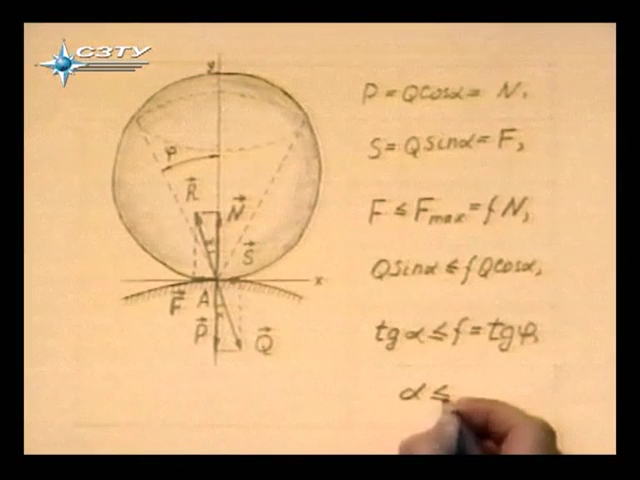 СЗТУ
y
φ
R N
α
S
x
F A
P
Q
P = Qcosα = N,
S = Qsinα = F,
F ≤ Fmax = fN,
Qsinα ≤ fQcosα,
tgα ≤ f = tgφ,
α ≤